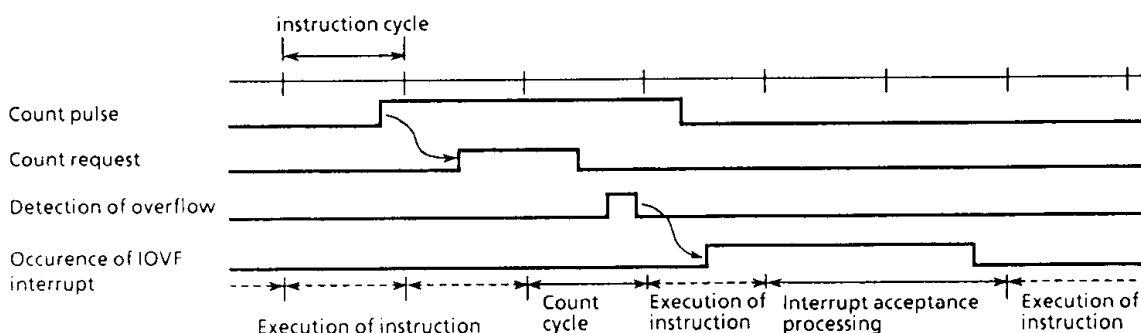 instruction cycle
Count pulse
Count request
Detection of overflow
Occurence of IOVF
interrupt
Execution of instruction
Count
cycle
Execution of
instruction
Interrupt acceptance
processing
Execution of
instruction